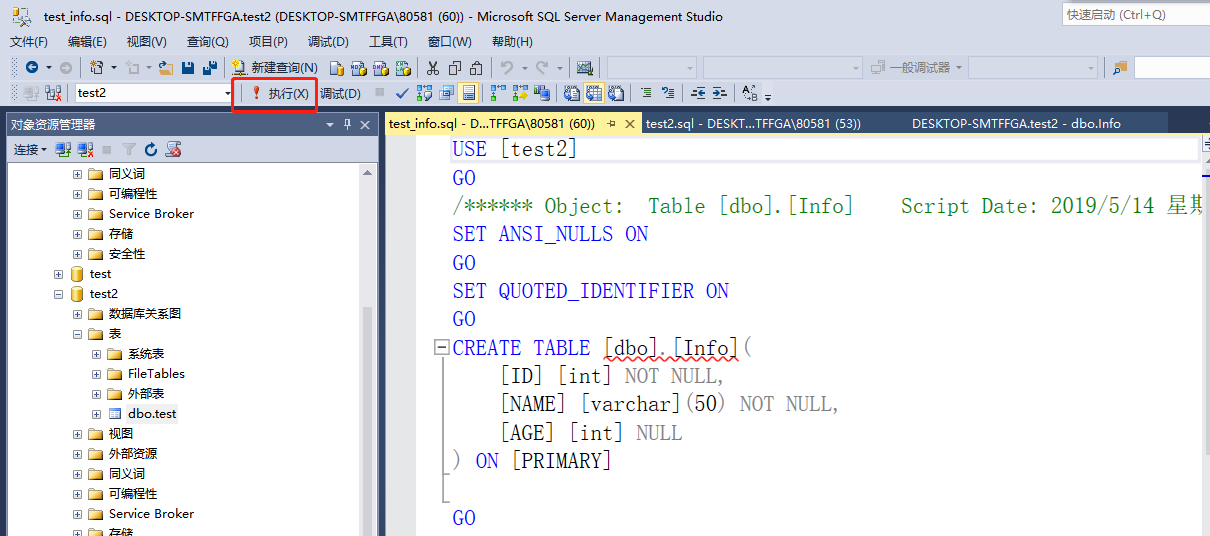 test_info.sql - DESKTOP-SMTFFGA.test2 (DESKTOP-SMTFFGA\80581 (60)) - Microsoft SQL Server Management Studio
快速启动 (Ctrl+Q)
文件(F) 编辑(E) 视图(V) 查询(Q) 项目(P) 调试(D) 工具(T) 窗口(W) 帮助(H)
新建查询(N) MDX DMX XMLA 一般调试器
test2 执行(X) 调试(D)
对象资源管理器
连接
同义词
可编程性
Service Broker
存储
安全性
test
test2
数据库关系图
表
系统表
FileTables
外部表
dbo.test
视图
外部资源
同义词
可编程性
Service Broker
存储
test_info.sql - D...TFFGA\80581 (60)) test2.sql - DESKT...TFFGA\80581 (53)) DESKTOP-SMTFFGA.test2 - dbo.Info
USE [test2]
GO
/****** Object:  Table [dbo].[Info]    Script Date: 2019/5/14 星期
SET ANSI_NULLS ON
GO
SET QUOTED_IDENTIFIER ON
GO
CREATE TABLE [dbo].[Info](
[ID] [int] NOT NULL,
[NAME] [varchar](50) NOT NULL,
[AGE] [int] NULL
) ON [PRIMARY]
GO